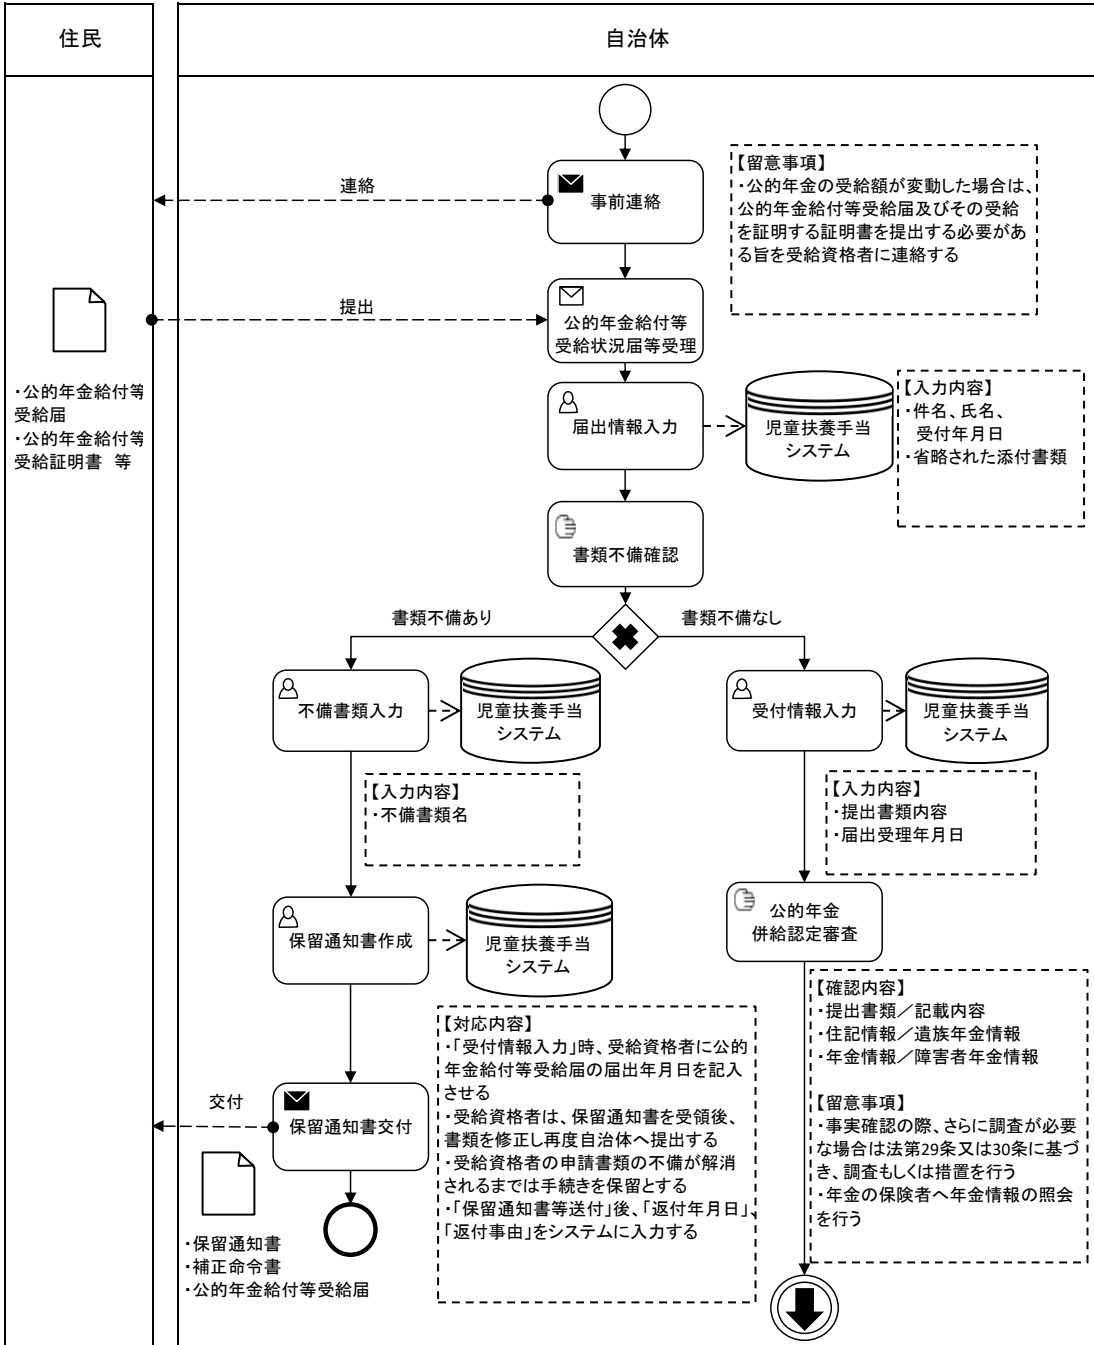 住民
自治体
連絡
事前連絡
【留意事項】
・公的年金の受給額が変動した場合は、
公的年金給付等受給届及びその受給
を証明する証明書を提出する必要があ
る旨を受給資格者に連絡する
提出
公的年金給付等
受給状況届等受理
・公的年金給付等
受給届
・公的年金給付等
受給証明書 等
届出情報入力
児童扶養手当
システム
【入力内容】
・件名、氏名、
受付年月日
・省略された添付書類
書類不備確認
書類不備あり
書類不備なし
不備書類入力
児童扶養手当
システム
受付情報入力
児童扶養手当
システム
【入力内容】
・不備書類名
【入力内容】
・提出書類内容
・届出受理年月日
保留通知書作成
児童扶養手当
システム
公的年金
併給認定審査
【確認内容】
・提出書類／記載内容
・住記情報／遺族年金情報
・年金情報／障害者年金情報
【留意事項】
・事実確認の際、さらに調査が必要
な場合は法第29条又は30条に基づ
き、調査もしくは措置を行う
・年金の保険者へ年金情報の照会
を行う
【対応内容】
・「受付情報入力」時、受給資格者に公的
年金給付等受給届の届出年月日を記入
させる
・受給資格者は、保留通知書を受領後、
書類を修正し再度自治体へ提出する
・受給資格者の申請書類の不備が解消
されるまでは手続きを保留とする
・「保留通知書等送付」後、「返付年月日」、
「返付事由」をシステムに入力する
交付
保留通知書交付
・保留通知書
・補正命令書
・公的年金給付等受給届